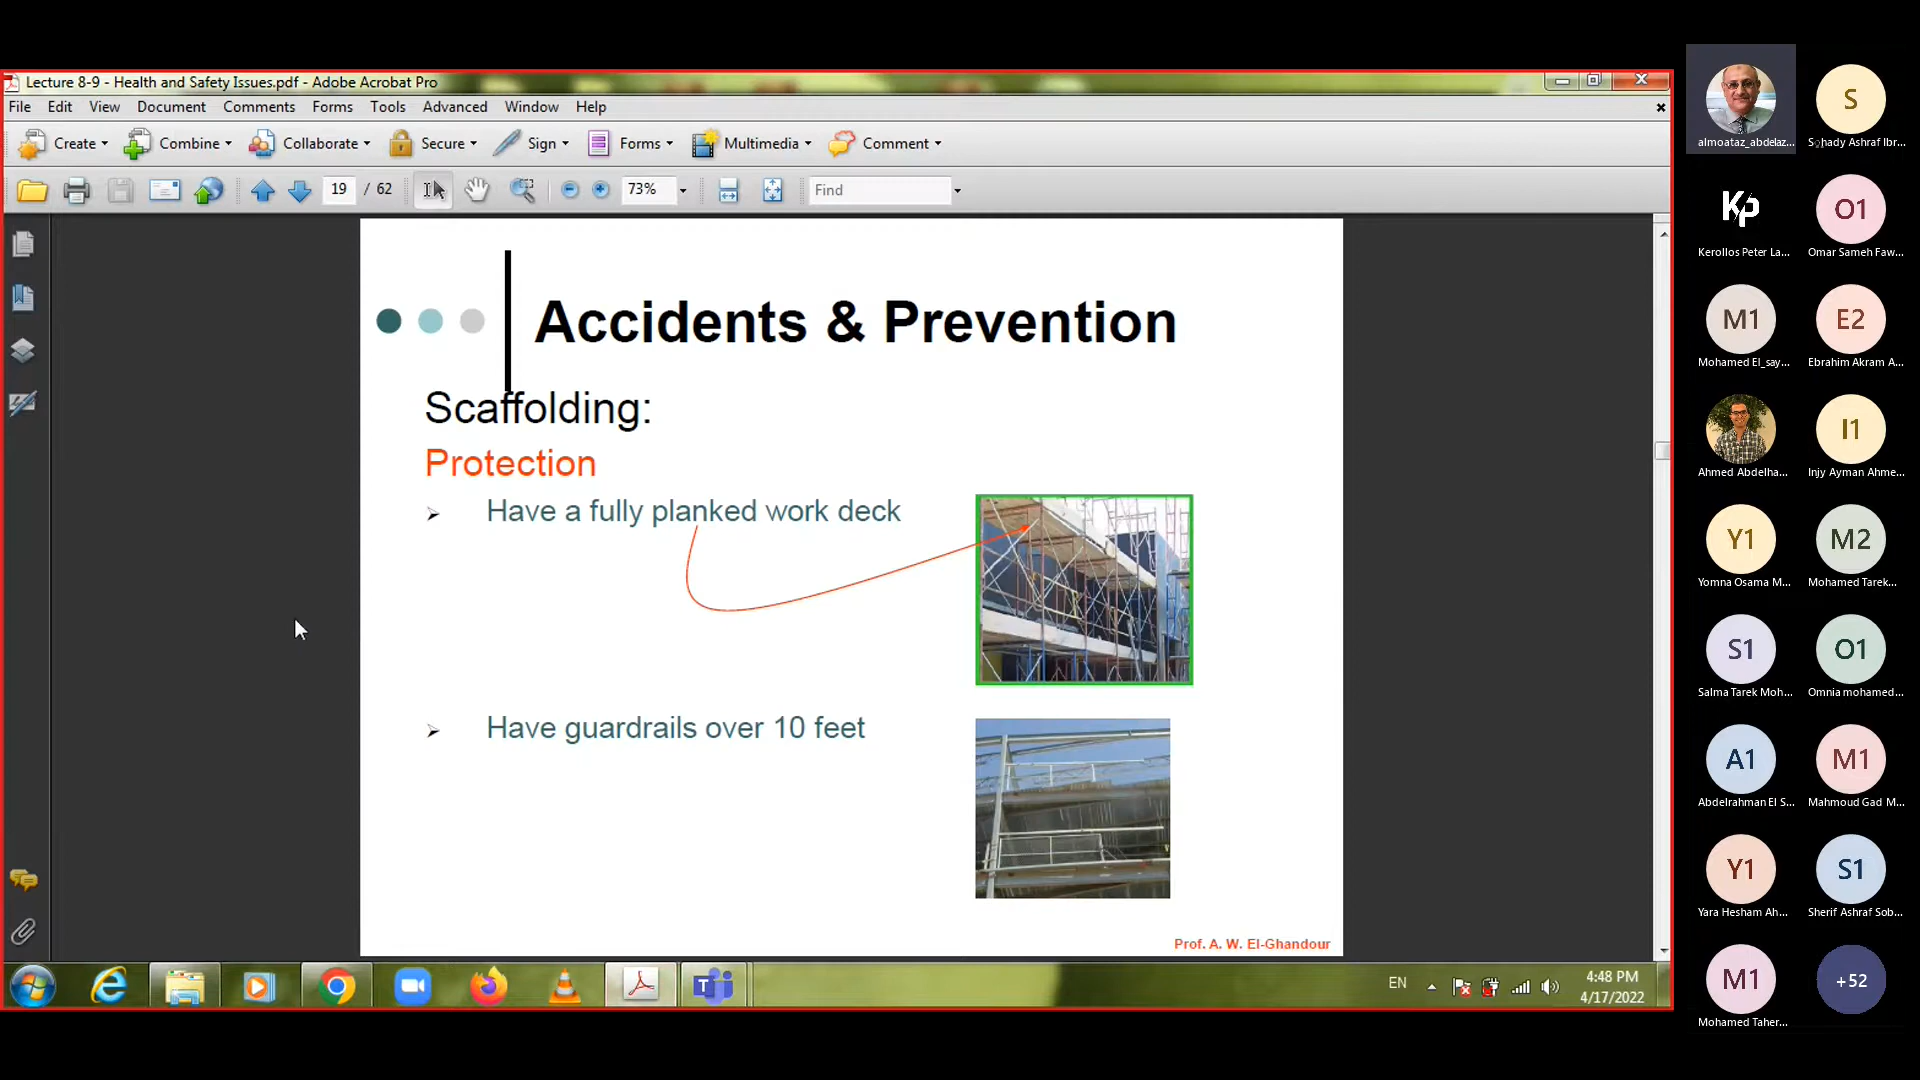 Lecture 8-9 - Health and Safety Issues.pdf - Adobe Acrobat Pro
File Edit View Document Comments Forms Tools Advanced Window Help
Create Combine Collaborate Secure Sign Forms Multimedia Comment
19 / 62 73% Find
Accidents & Prevention
Scaffolding:
Protection
Have a fully planked work deck
Have guardrails over 10 feet
Prof. A. W. El-Ghandour
EN
4:48 PM
4/17/2022
almoataz_abdelaz...
S
Sohady Ashraf Ibr...
KP
Kerollos Peter La...
O1
Omar Sameh Faw...
M1
Mohamed El_say...
E2
Ebrahim Akram A...
Ahmed Abdelha...
I1
Injy Ayman Ahme...
Y1
Yomna Osama M...
M2
Mohamed Tarek...
S1
Salma Tarek Moh...
O1
Omnia mohamed...
A1
Abdelrahman El S...
M1
Mahmoud Gad M...
Y1
Yara Hesham Ah...
S1
Sherif Ashraf Sob...
M1
Mohamed Taher...
+52